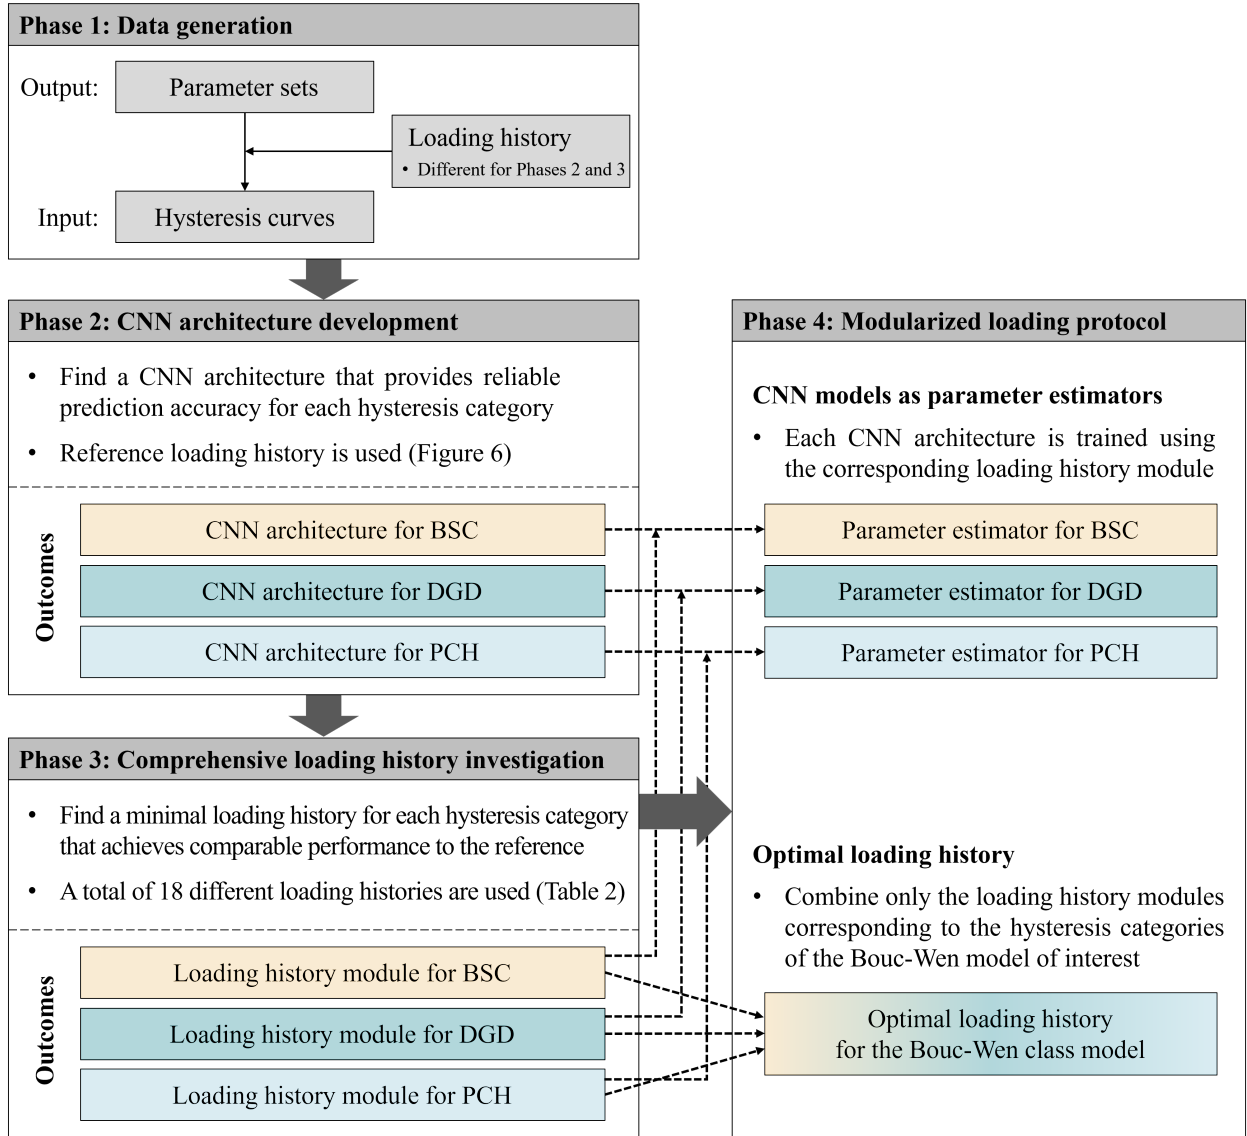 Phase 1: Data generation
Output:
Parameter sets
Loading history
• Different for Phases 2 and 3
Input:
Hysteresis curves
Phase 2: CNN architecture development
• Find a CNN architecture that provides reliable
prediction accuracy for each hysteresis category
• Reference loading history is used (Figure 6)
Outcomes
CNN architecture for BSC
CNN architecture for DGD
CNN architecture for PCH
Phase 3: Comprehensive loading history investigation
• Find a minimal loading history for each hysteresis category
that achieves comparable performance to the reference
• A total of 18 different loading histories are used (Table 2)
Outcomes
Loading history module for BSC
Loading history module for DGD
Loading history module for PCH
Phase 4: Modularized loading protocol
CNN models as parameter estimators
• Each CNN architecture is trained using
the corresponding loading history module
Parameter estimator for BSC
Parameter estimator for DGD
Parameter estimator for PCH
Optimal loading history
• Combine only the loading history modules
corresponding to the hysteresis categories
of the Bouc-Wen model of interest
Optimal loading history
for the Bouc-Wen class model